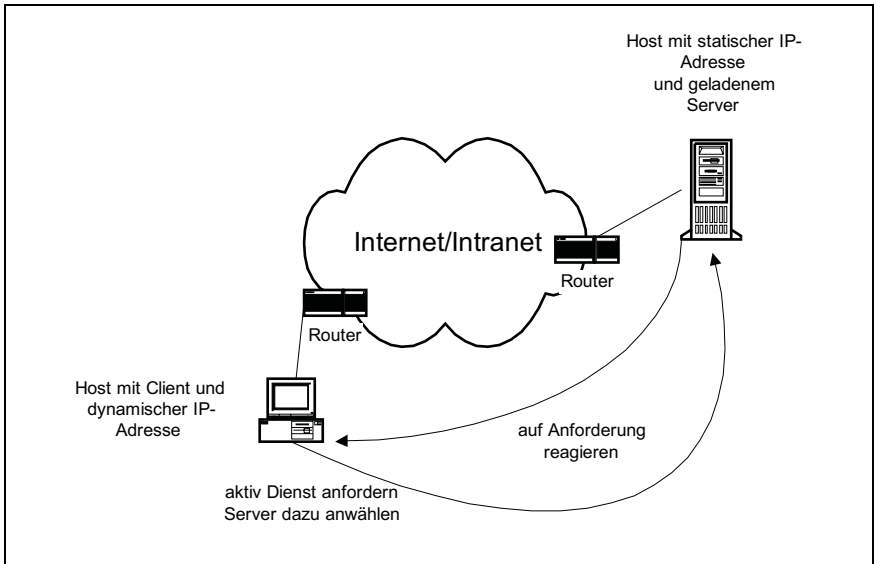 Host mit statischer IP-
Adresse
und geladenem
Server
Internet/Intranet
Router
Router
Host mit Client und
dynamischer IP-
Adresse
auf Anforderung
reagieren
aktiv Dienst anfordern
Server dazu anwählen